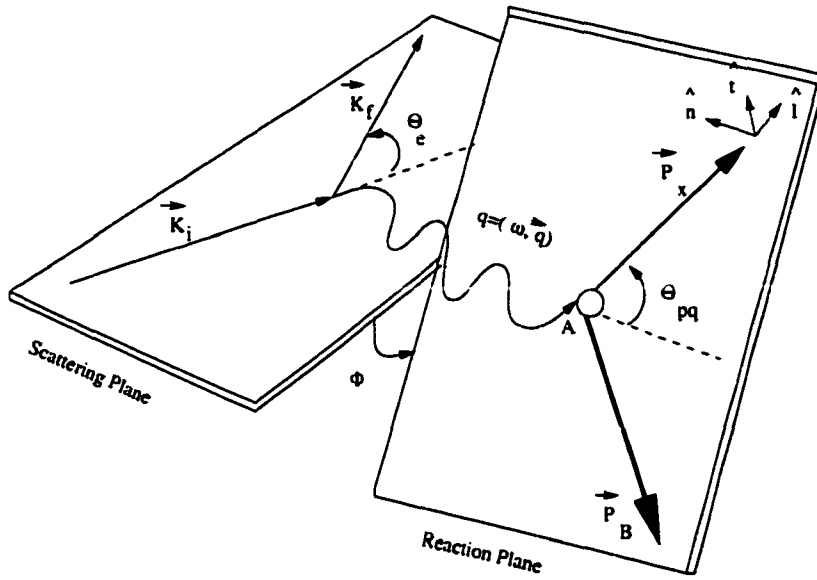 K_f
Θ_e
K_i
q=(ω, q)
n̂
t̂
l̂
P_x
Θ_pq
A
Φ
P_B
Scattering Plane
Reaction Plane